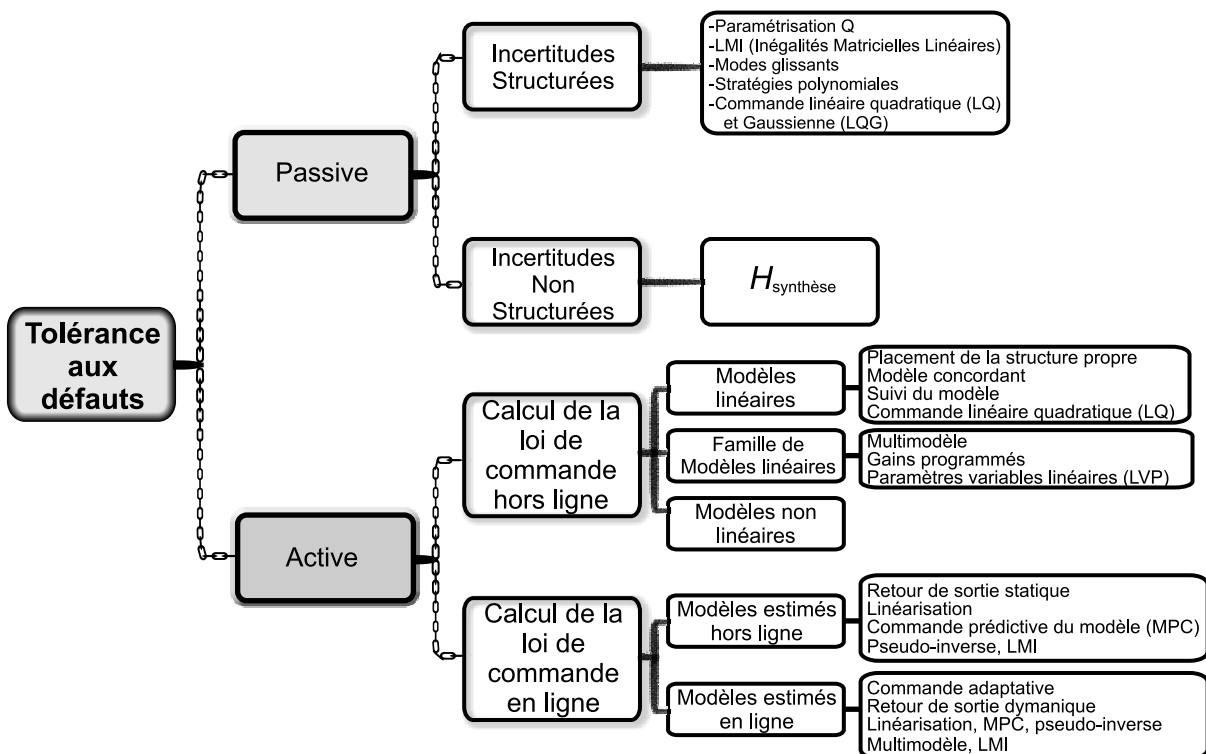 Tolérance
aux
défauts
Passive
Incertitudes
Structurées
-Paramétrisation Q
-LMI (Inégalités Matricielles Linéaires)
-Modes glissants
-Stratégies polynomiales
-Commande linéaire quadratique (LQ)
et Gaussienne (LQG)
Incertitudes
Non
Structurées
H synthèse
Active
Calcul de la
loi de
commande
hors ligne
Modèles
linéaires
Placement de la structure propre
Modèle concordant
Suivi du modèle
Commande linéaire quadratique (LQ)
Famille de
Modèles linéaires
Multimodèle
Gains programmés
Paramètres variables linéaires (LVP)
Modèles non
linéaires
Calcul de la
loi de
commande
en ligne
Modèles estimés
hors ligne
Retour de sortie statique
Linéarisation
Commande prédictive du modèle (MPC)
Pseudo-inverse, LMI
Modèles estimés
en ligne
Commande adaptative
Retour de sortie dymanique
Linéarisation, MPC, pseudo-inverse
Multimodèle, LMI